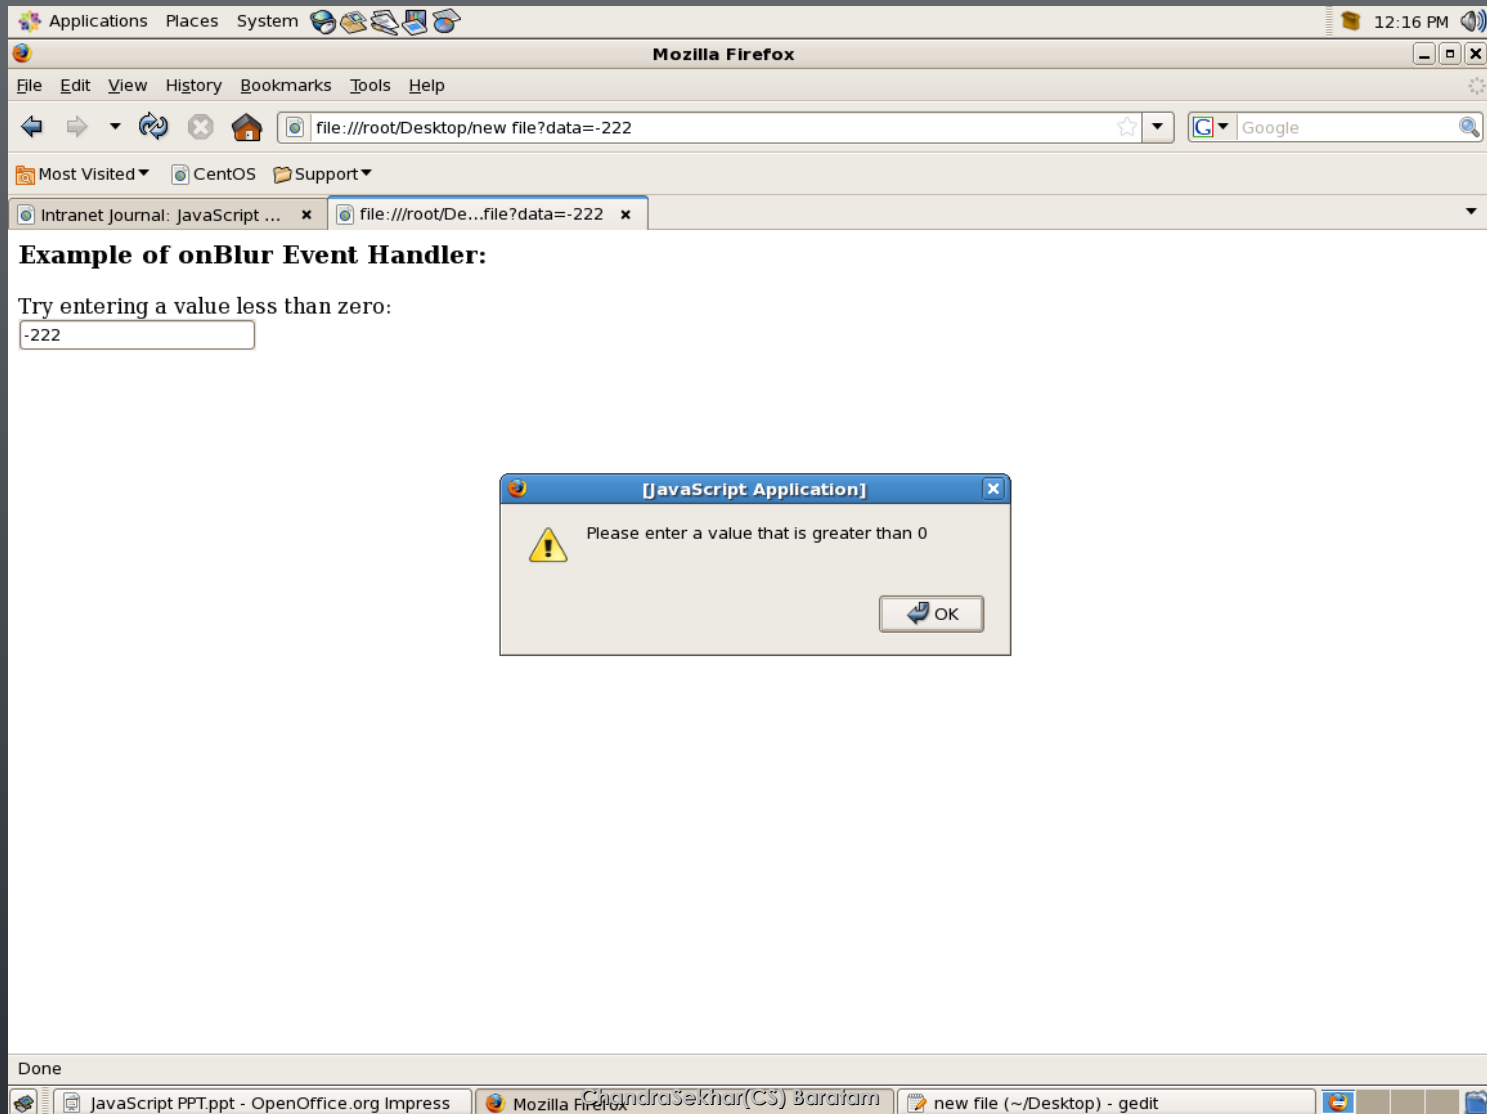 Applications Places System 12:16 PM
Mozilla Firefox
File Edit View History Bookmarks Tools Help
file:///root/Desktop/new file?data=-222 G Google
Most Visited CentOS Support
Intranet Journal: JavaScript ... file:///root/De...file?data=-222
Example of onBlur Event Handler:
Try entering a value less than zero:
-222
[JavaScript Application]
Please enter a value that is greater than 0
OK
Done
JavaScript PPT.ppt - OpenOffice.org Impress Mozilla Firefox new file (~/Desktop) - gedit
ChandraSekhar(CS) Baratam